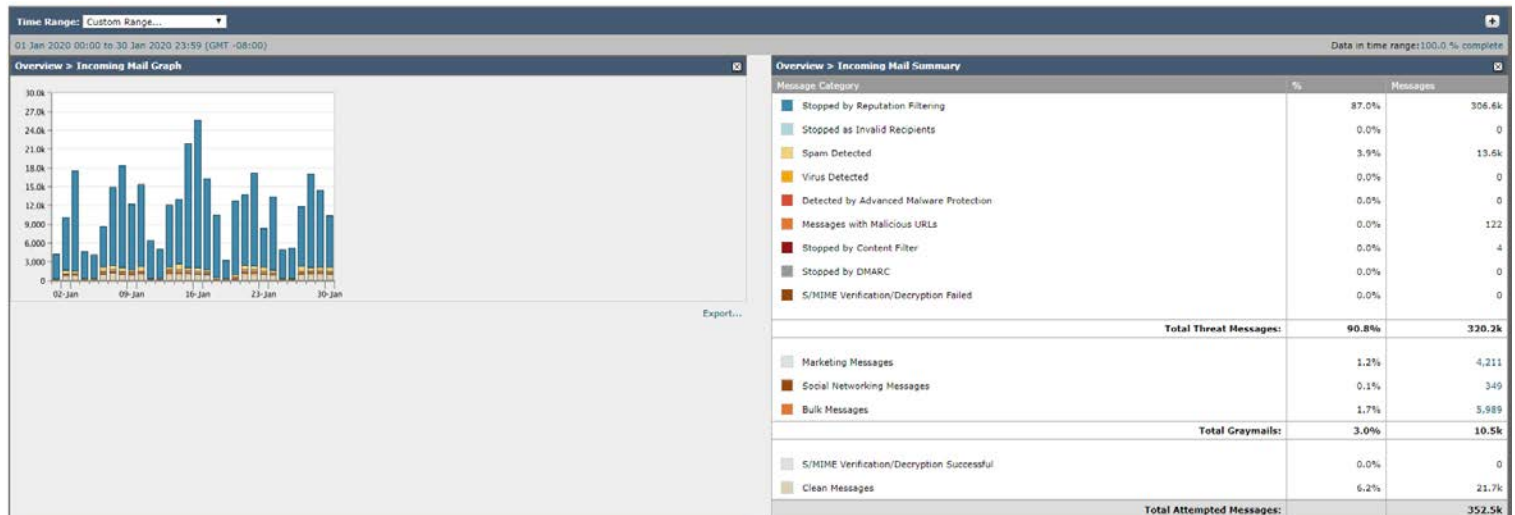 Time Range: Custom Range...
01 Jan 2020 00:00 to 30 Jan 2020 23:59 (GMT -08:00)
Data in time range:100.0 % complete
Overview > Incoming Mail Graph
30.0k
27.0k
24.0k
21.0k
18.0k
15.0k
12.0k
9,000
6,000
3,000
0
02-Jan 09-Jan 16-Jan 23-Jan 30-Jan
Export...
Overview > Incoming Mail Summary
Message Category % Messages
Stopped by Reputation Filtering 87.0% 306.6k
Stopped as Invalid Recipients 0.0% 0
Spam Detected 3.9% 13.6k
Virus Detected 0.0% 0
Detected by Advanced Malware Protection 0.0% 0
Messages with Malicious URLs 0.0% 122
Stopped by Content Filter 0.0% 4
Stopped by DMARC 0.0% 0
S/MIME Verification/Decryption Failed 0.0% 0
Total Threat Messages: 90.8% 320.2k
Marketing Messages 1.2% 4,211
Social Networking Messages 0.1% 349
Bulk Messages 1.7% 5,989
Total Graymails: 3.0% 10.5k
S/MIME Verification/Decryption Successful 0.0% 0
Clean Messages 6.2% 21.7k
Total Attempted Messages: 352.5k